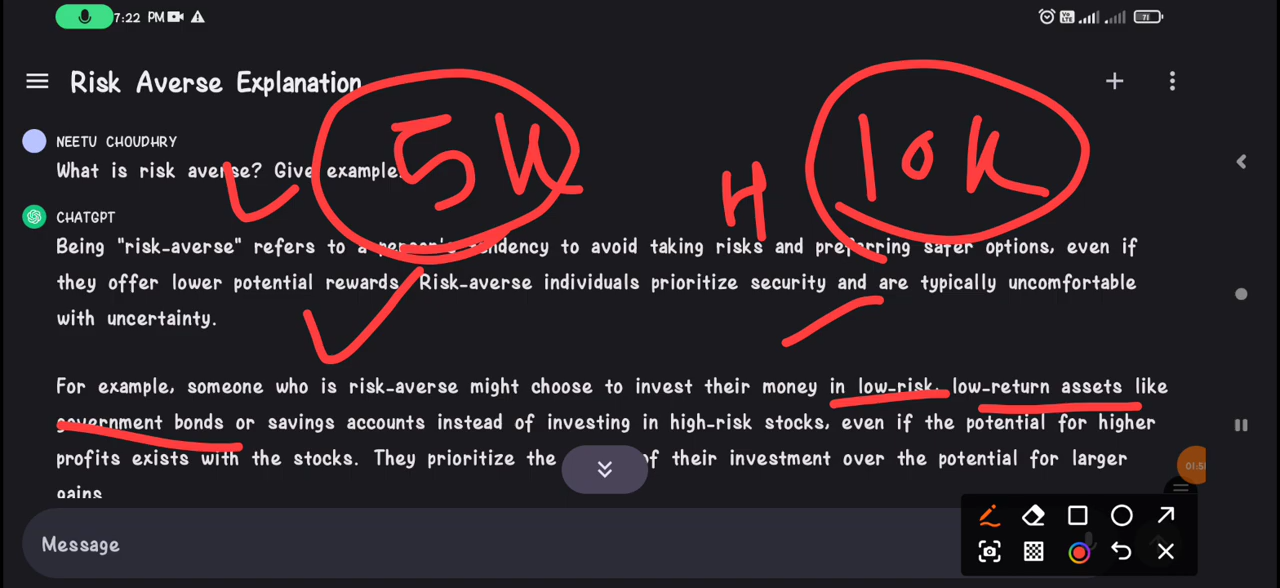 7:22 PM
71
Risk Averse Explanation
NEETU CHOUDHRY
What is risk averse? Give example.
5K
10K
H
CHATGPT
Being "risk-averse" refers to a person's tendency to avoid taking risks and preferring safer options, even if
they offer lower potential rewards. Risk-averse individuals prioritize security and are typically uncomfortable
with uncertainty.
For example, someone who is risk-averse might choose to invest their money in low-risk, low-return assets like
government bonds or savings accounts instead of investing in high-risk stocks, even if the potential for higher
profits exists with the stocks. They prioritize the of their investment over the potential for larger
gains
01:51
Message